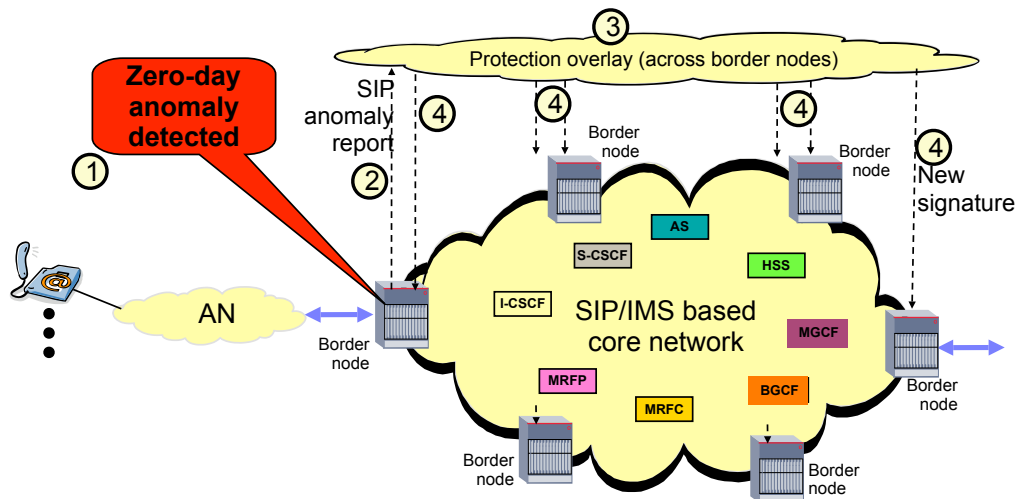 3
Protection overlay (across border nodes)
Zero-day
anomaly
detected
1
SIP
anomaly
report
2
4
4
4
4
Border
node
Border
node
New
signature
AS
S-CSCF
HSS
I-CSCF
SIP/IMS based
core network
MGCF
@
AN
Border
node
Border
node
MRFP
MRFC
BGCF
Border
node
Border
node